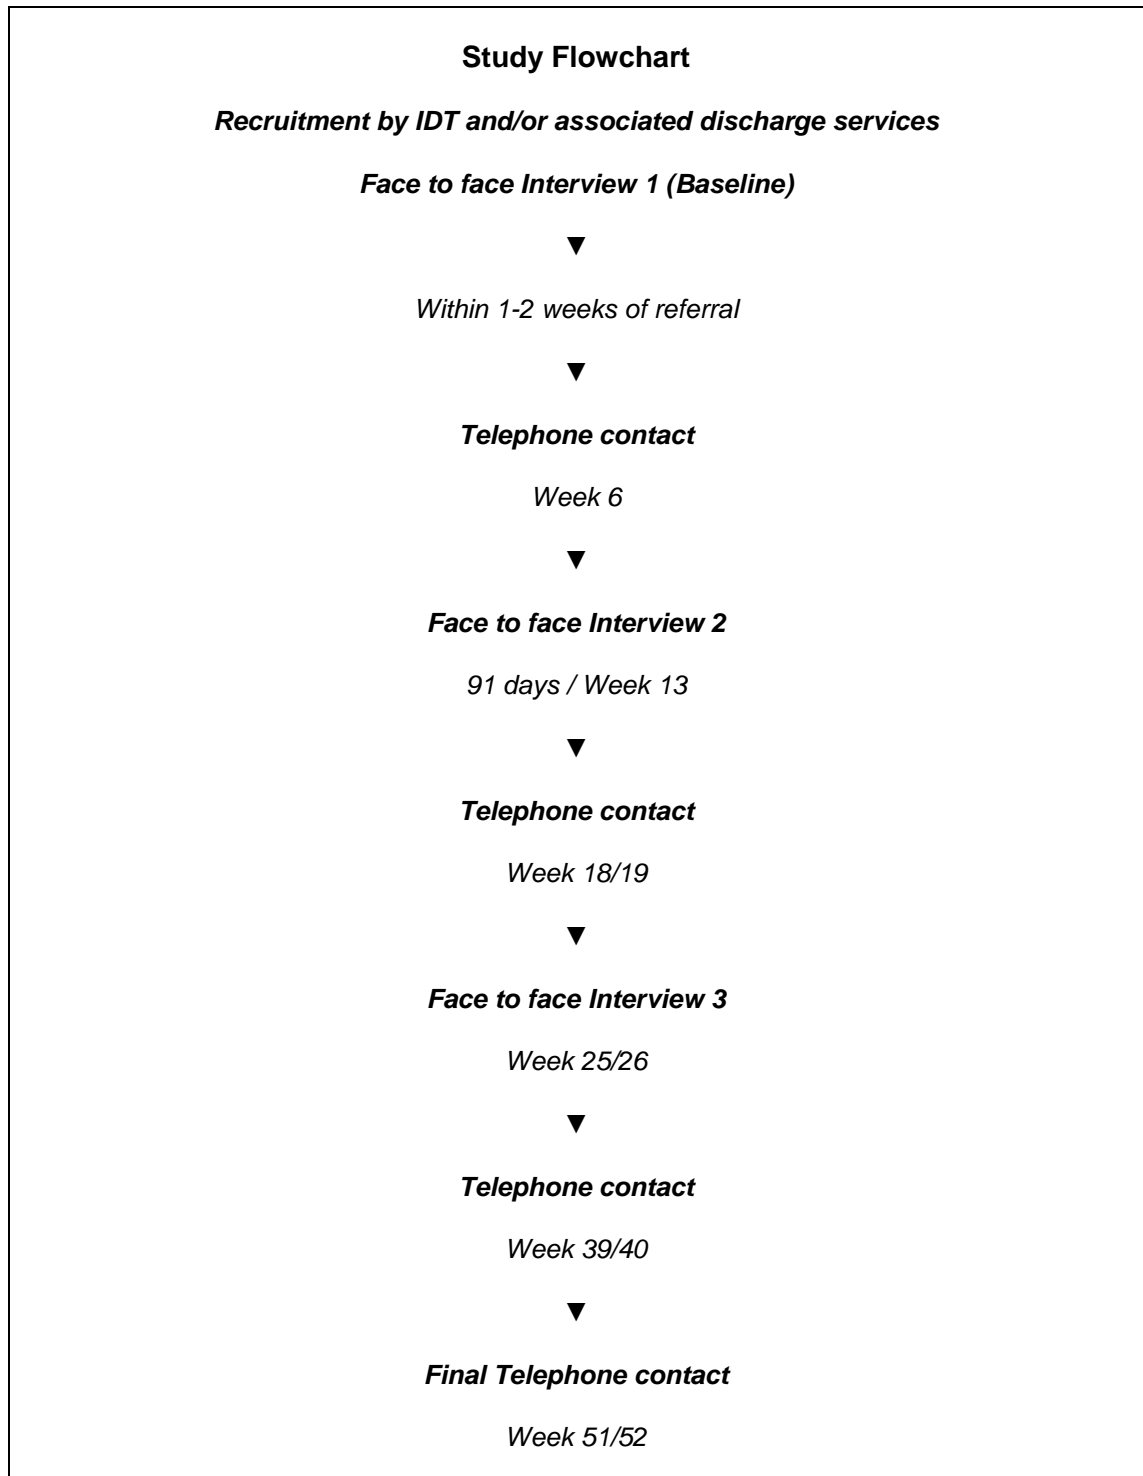 Study Flowchart
Recruitment by IDT and/or associated discharge services
Face to face Interview 1 (Baseline)
▼
Within 1-2 weeks of referral
▼
Telephone contact
Week 6
▼
Face to face Interview 2
91 days / Week 13
▼
Telephone contact
Week 18/19
▼
Face to face Interview 3
Week 25/26
▼
Telephone contact
Week 39/40
▼
Final Telephone contact
Week 51/52